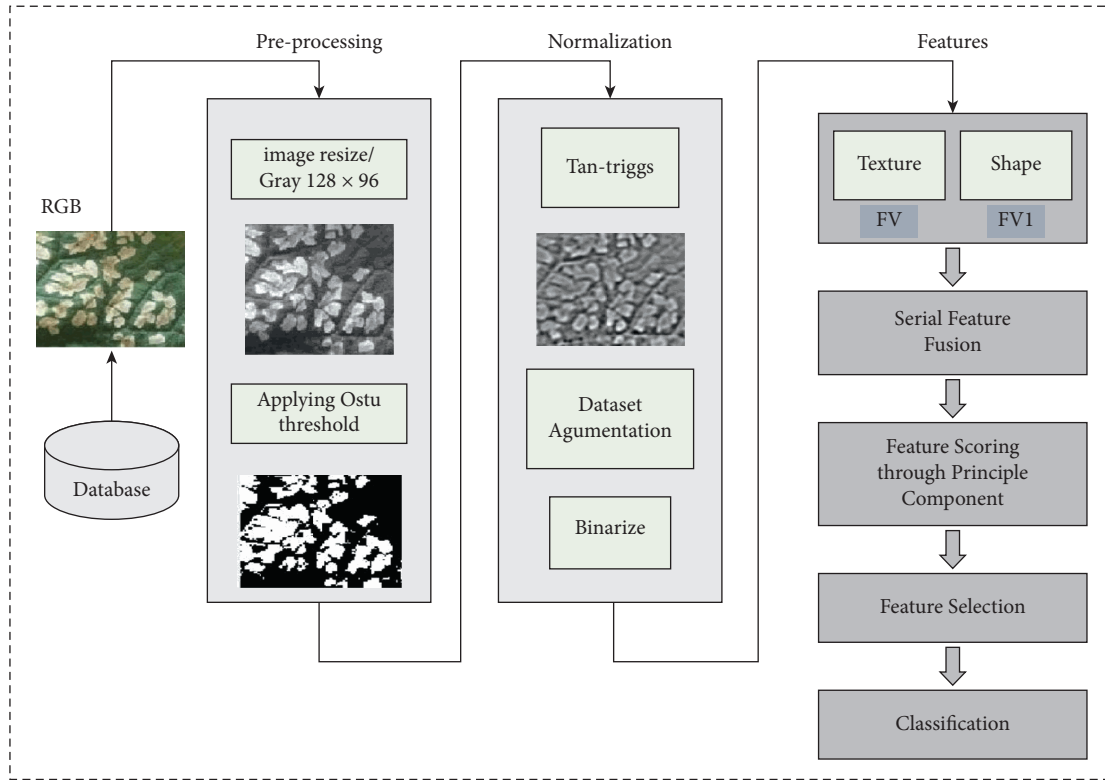 Pre-processing
Normalization
Features
RGB
Database
image resize/
Gray 128 × 96
Applying Ostu
threshold
Tan-triggs
Dataset
Agumentation
Binarize
Texture
Shape
FV
FV1
Serial Feature
Fusion
Feature Scoring
through Principle
Component
Feature Selection
Classification